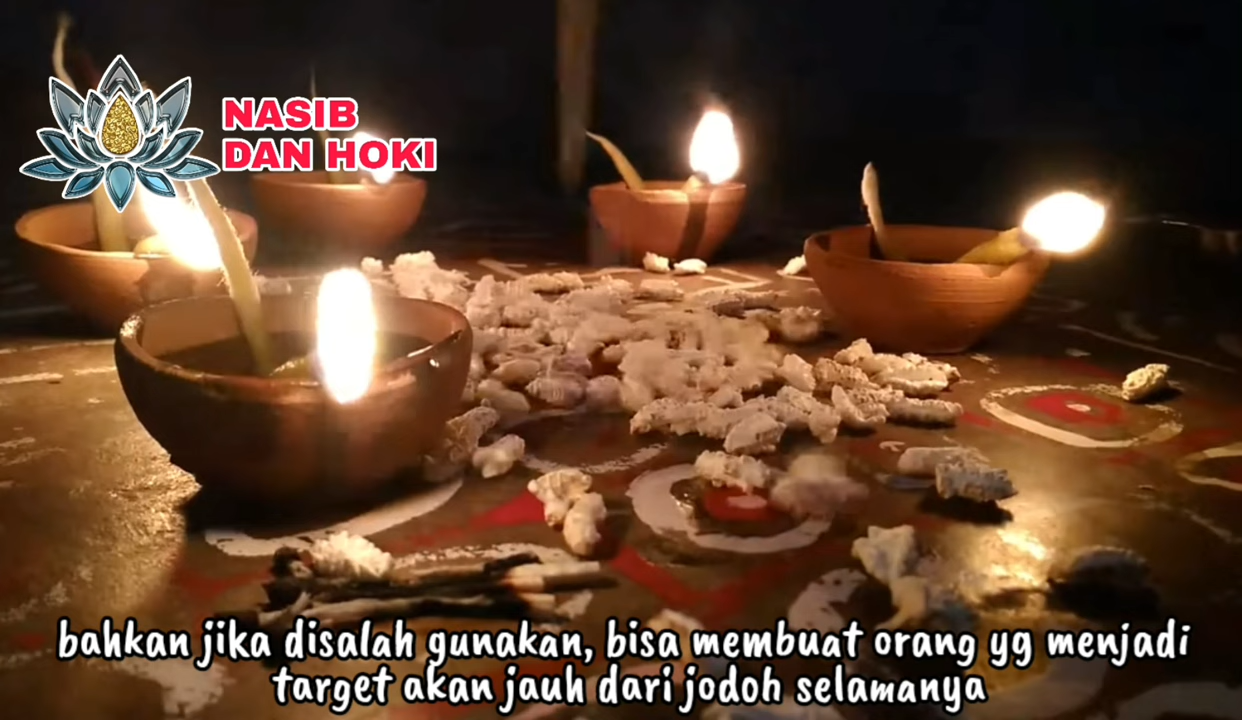 NASIB
DAN HOKI
bahkan jika disalah gunakan, bisa membuat orang yg menjadi
target akan jauh dari jodoh selamanya